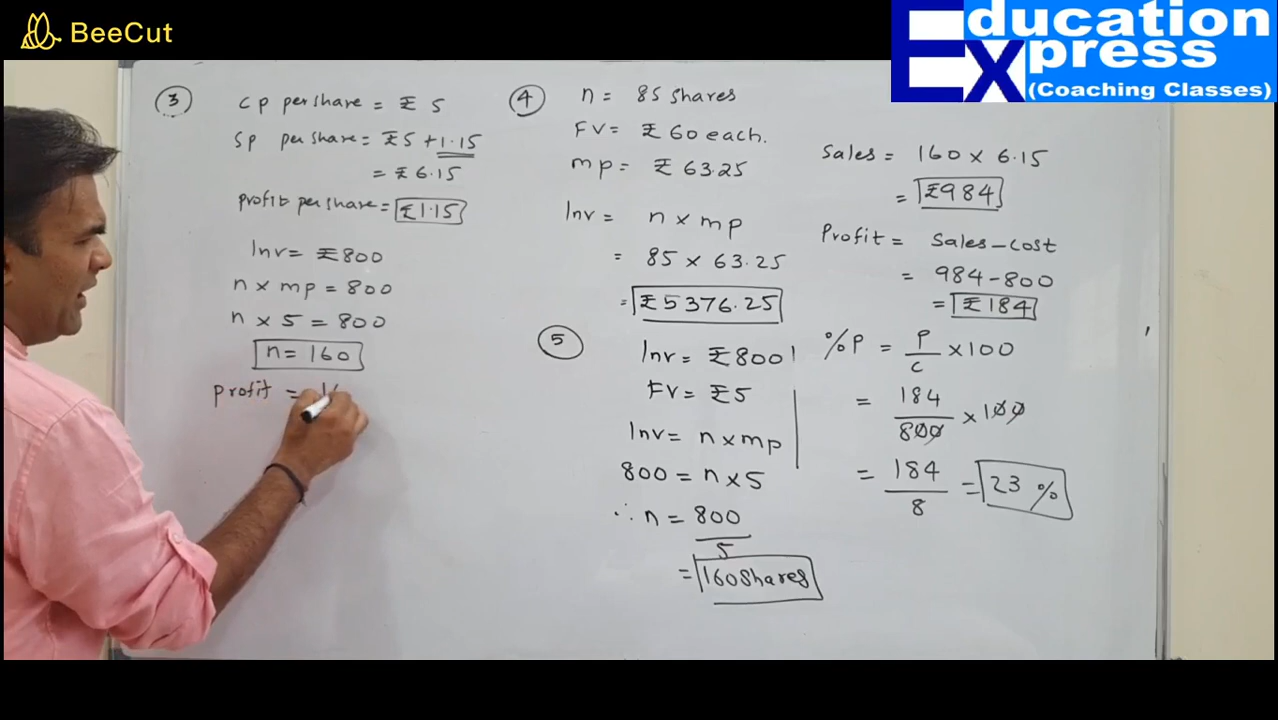 BeeCut
Education
Express
(Coaching Classes)
③ CP per share = ₹ 5
SP per share = ₹5 + 1.15
= ₹ 6.15
profit per share = ₹1.15
Inv = ₹800
n x mp = 800
n x 5 = 800
n = 160
profit =
④ n = 85 shares
FV = ₹ 60 each.
mp = ₹ 63.25
Inv = n x mp
= 85 x 63.25
= ₹5376.25
⑤ Inv = ₹800
FV = ₹5
Inv = n x mp
800 = n x 5
∴ n = 800
5
= 160 Shares
Sales = 160 x 6.15
= ₹984
Profit = Sales - Cost
= 984 - 800
= ₹184
%P = P/C x 100
= 184/800 x 100
= 184/8 = 23 %